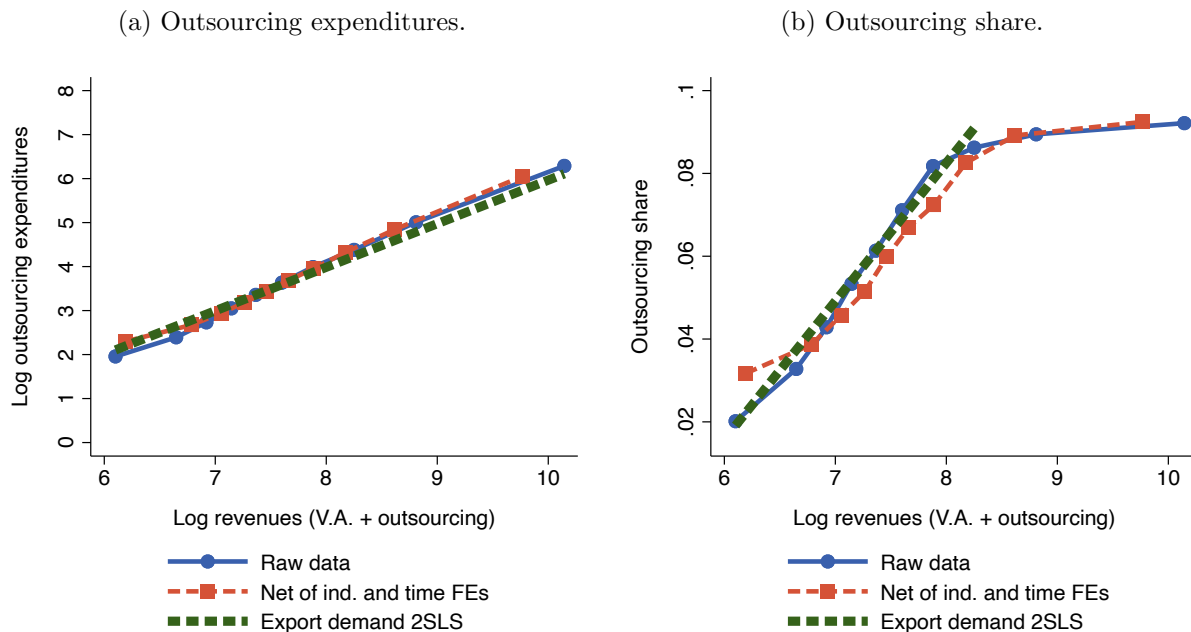 (a) Outsourcing expenditures.
Log outsourcing expenditures
8
7
6
5
4
3
2
1
0
6 7 8 9 10
Log revenues (V.A. + outsourcing)
Raw data
Net of ind. and time FEs
Export demand 2SLS
(b) Outsourcing share.
Outsourcing share
.1
.08
.06
.04
.02
6 7 8 9 10
Log revenues (V.A. + outsourcing)
Raw data
Net of ind. and time FEs
Export demand 2SLS